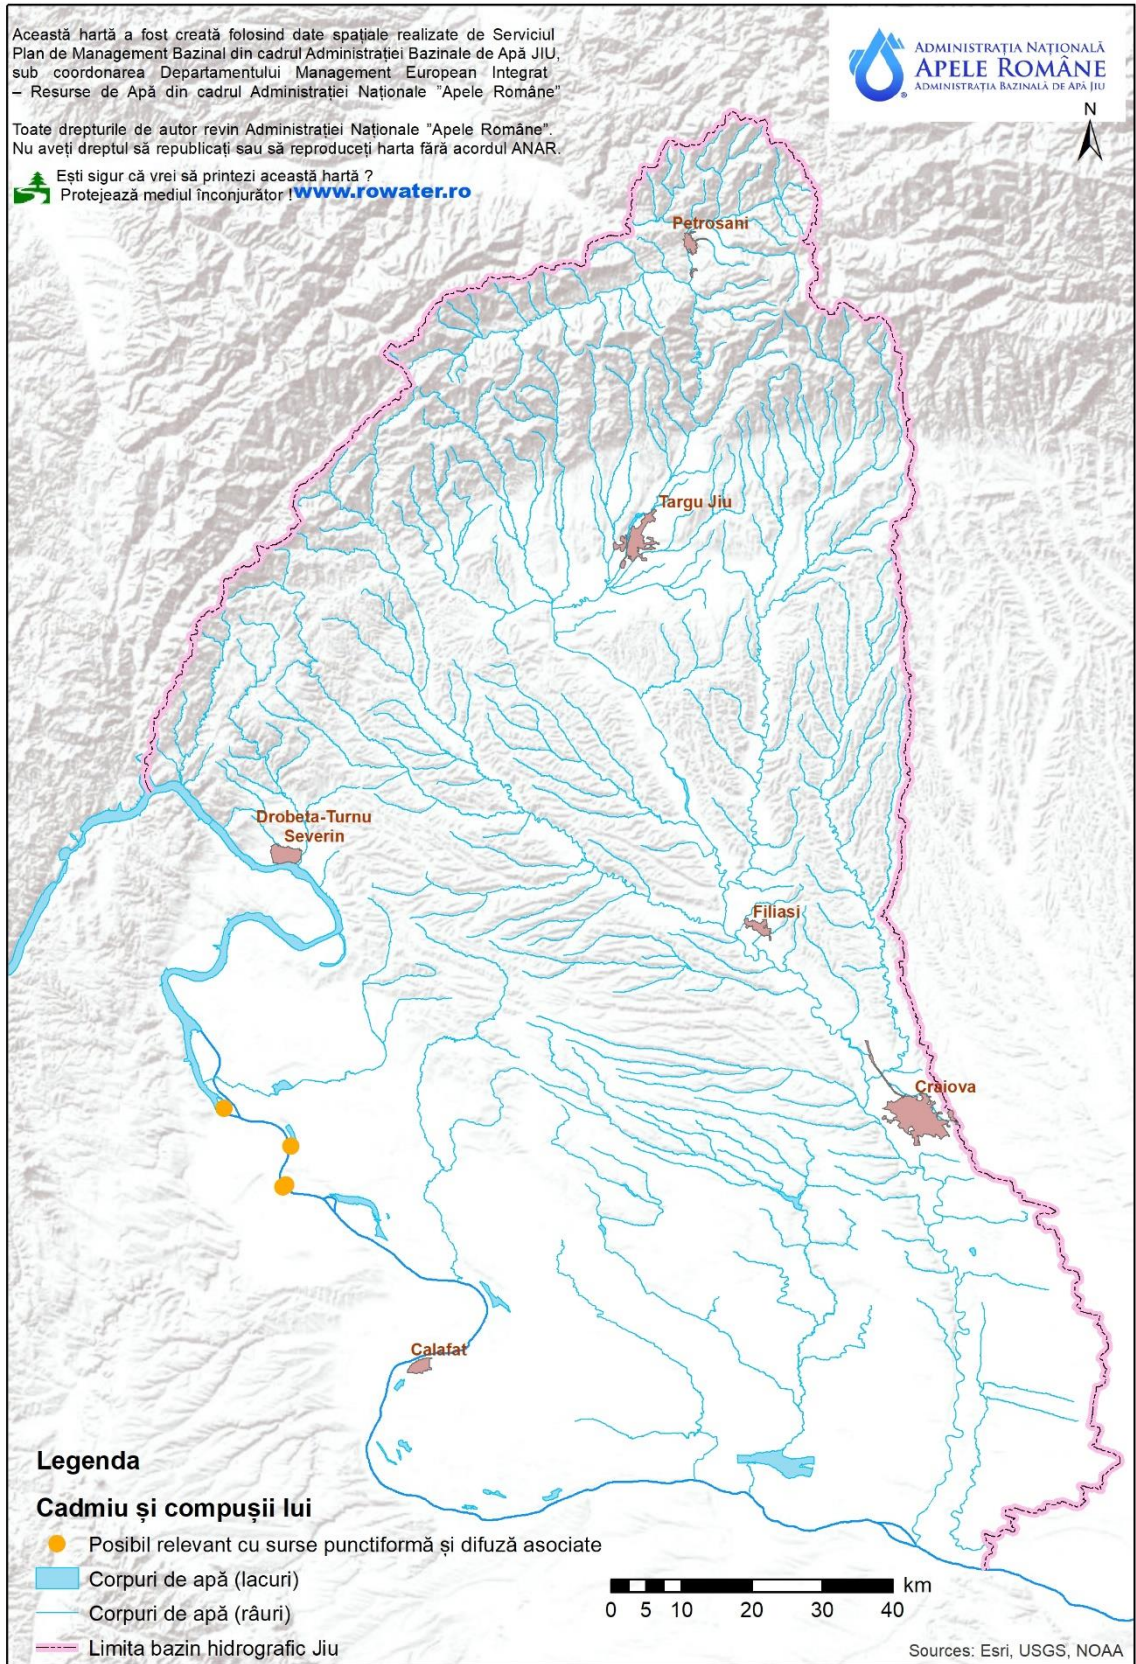 Această hartă a fost creată folosind date spațiale realizate de Serviciul
Plan de Management Bazinal din cadrul Administrației Bazinale de Apă JIU,
sub coordonarea Departamentului Management European Integrat
– Resurse de Apă din cadrul Administrației Naționale "Apele Române"
Toate drepturile de autor revin Administrației Naționale "Apele Române".
Nu aveți dreptul să republicați sau să reproduceți harta fără acordul ANAR.
Ești sigur că vrei să printezi această hartă ?
Protejează mediul înconjurător ! www.rowater.ro
ADMINISTRAȚIA NAȚIONALĂ
APELE ROMÂNE
ADMINISTRAȚIA BAZINALĂ DE APĂ JIU
N
Petrosani
Targu Jiu
Drobeta-Turnu
Severin
Filiasi
Craiova
Calafat
Legenda
Cadmiu și compușii lui
Posibil relevant cu surse punctiformă și difuză asociate
Corpuri de apă (lacuri)
Corpuri de apă (râuri)
Limita bazin hidrografic Jiu
km
0 5 10 20 30 40
Sources: Esri, USGS, NOAA